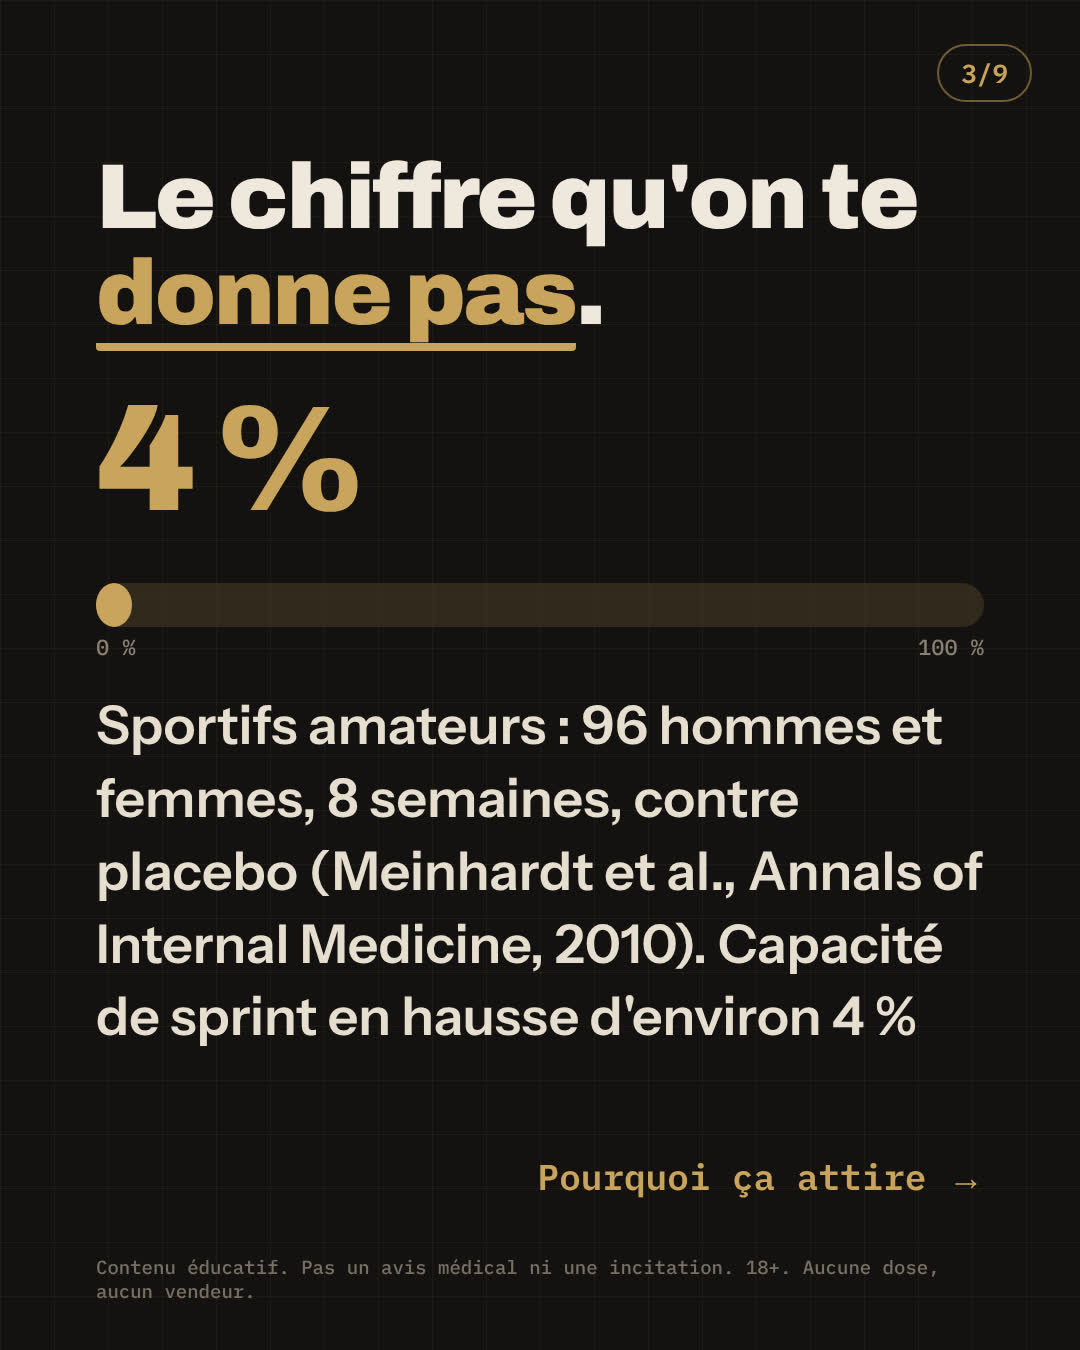 3/9
Le chiffre qu'on te
donne pas.
4 %
0 %
100 %
Sportifs amateurs : 96 hommes et
femmes, 8 semaines, contre
placebo (Meinhardt et al., Annals of
Internal Medicine, 2010). Capacité
de sprint en hausse d'environ 4 %
Pourquoi ça attire →
Contenu éducatif. Pas un avis médical ni une incitation. 18+. Aucune dose,
aucun vendeur.